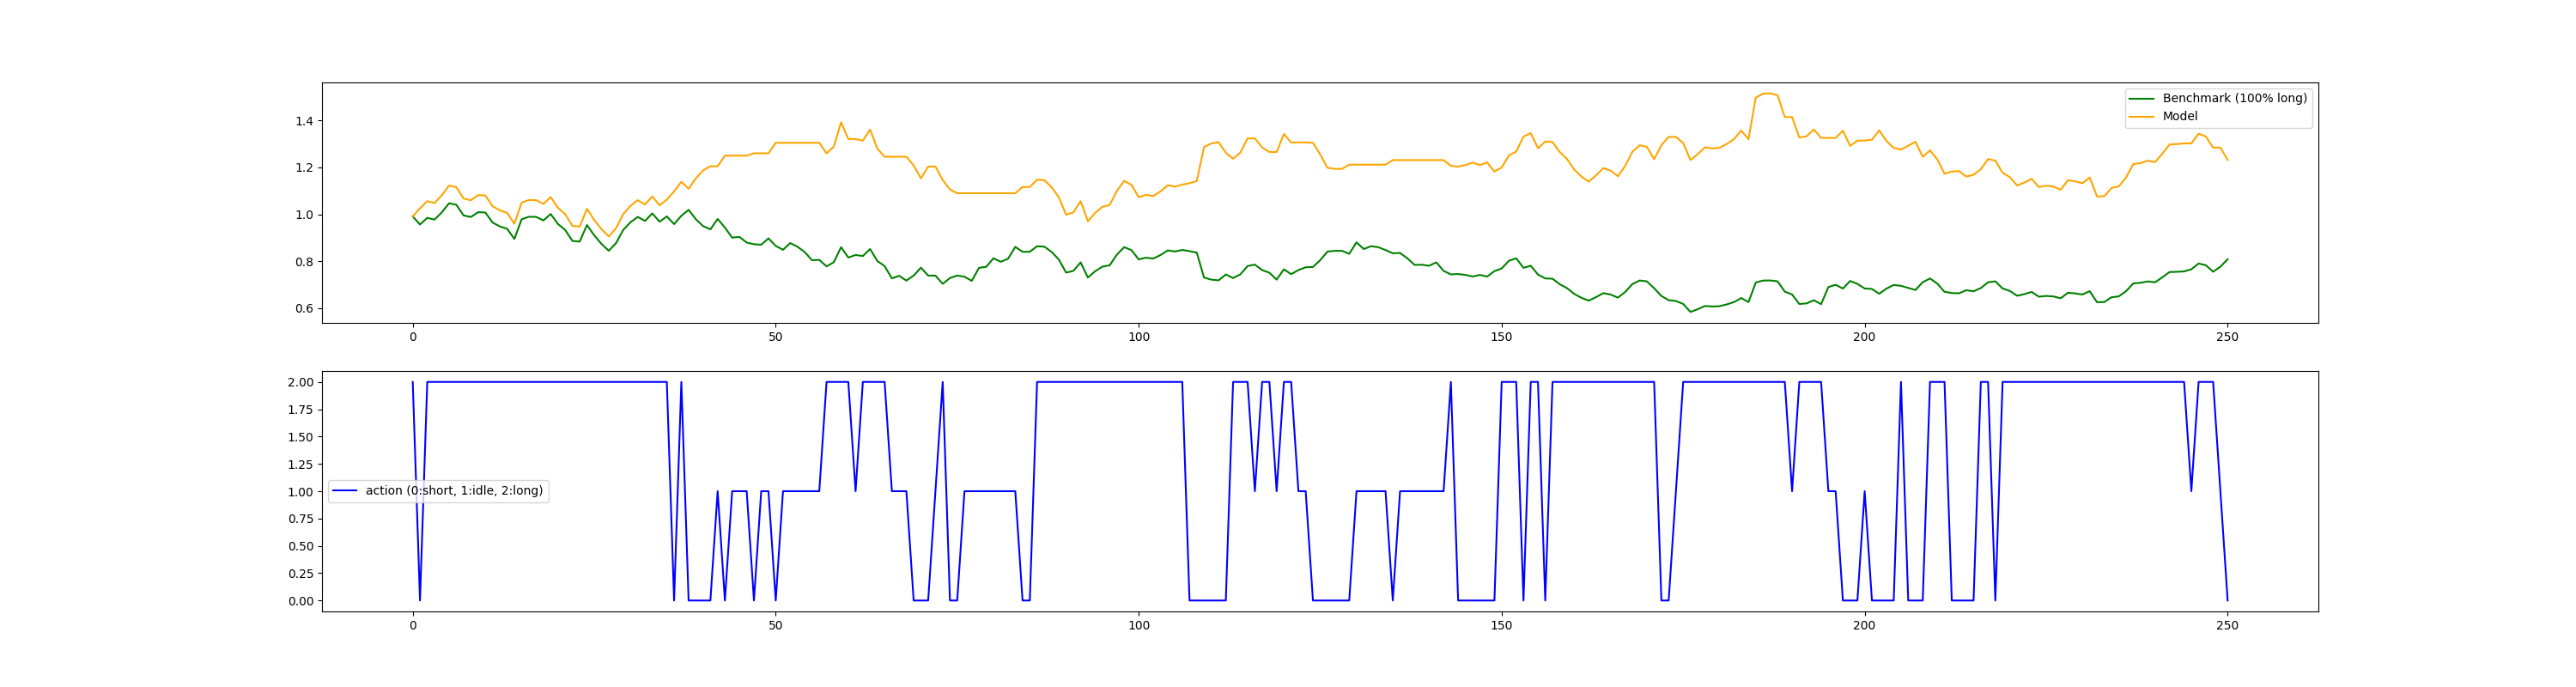 Benchmark (100% long)
Model
1.4
1.2
1.0
0.8
0.6
0 50 100 150 200 250
2.00
1.75
1.50
1.25
1.00
0.75
0.50
0.25
0.00
action (0:short, 1:idle, 2:long)
0 50 100 150 200 250